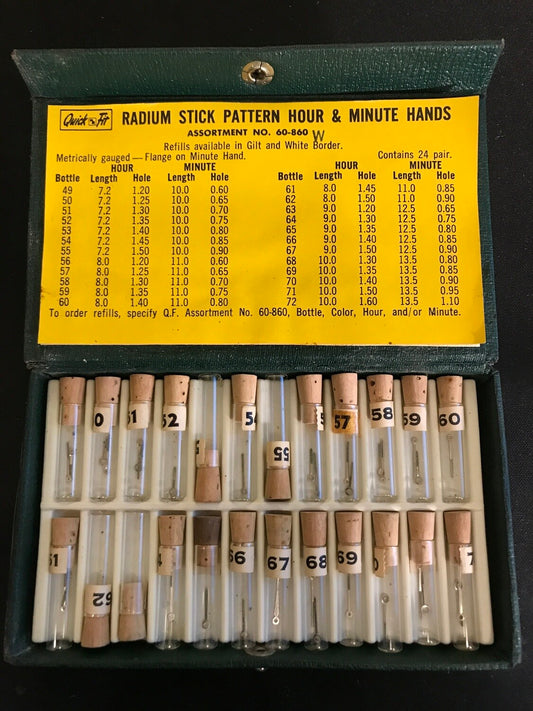 Quick Fit RADIUM STICK PATTERN HOUR & MINUTE HANDS
ASSORTMENT NO. 60-860 W
Refills available in Gilt and White Border.
Metrically gauged — Flange on Minute Hand. Contains 24 pair.
HOUR MINUTE HOUR MINUTE
Bottle Length Hole Length Hole Bottle Length Hole Length Hole
49 7.2 1.20 10.0 0.60 61 8.0 1.45 11.0 0.85
50 7.2 1.25 10.0 0.65 62 8.0 1.50 11.0 0.90
51 7.2 1.30 10.0 0.70 63 9.0 1.20 12.5 0.65
52 7.2 1.35 10.0 0.75 64 9.0 1.30 12.5 0.75
53 7.2 1.40 10.0 0.80 65 9.0 1.35 12.5 0.80
54 7.2 1.45 10.0 0.85 66 9.0 1.40 12.5 0.85
55 7.2 1.50 10.0 0.90 67 9.0 1.50 12.5 0.90
56 8.0 1.20 11.0 0.60 68 10.0 1.30 13.5 0.80
57 8.0 1.25 11.0 0.65 69 10.0 1.35 13.5 0.85
58 8.0 1.30 11.0 0.70 70 10.0 1.40 13.5 0.90
59 8.0 1.35 11.0 0.75 71 10.0 1.50 13.5 0.95
60 8.0 1.40 11.0 0.80 72 10.0 1.60 13.5 1.10
To order refills, specify Q.F. Assortment No. 60-860, Bottle, Color, Hour, and/or Minute.
0 51 52 54 55 57 58 59 60
61 62 66 67 68 69 0 7